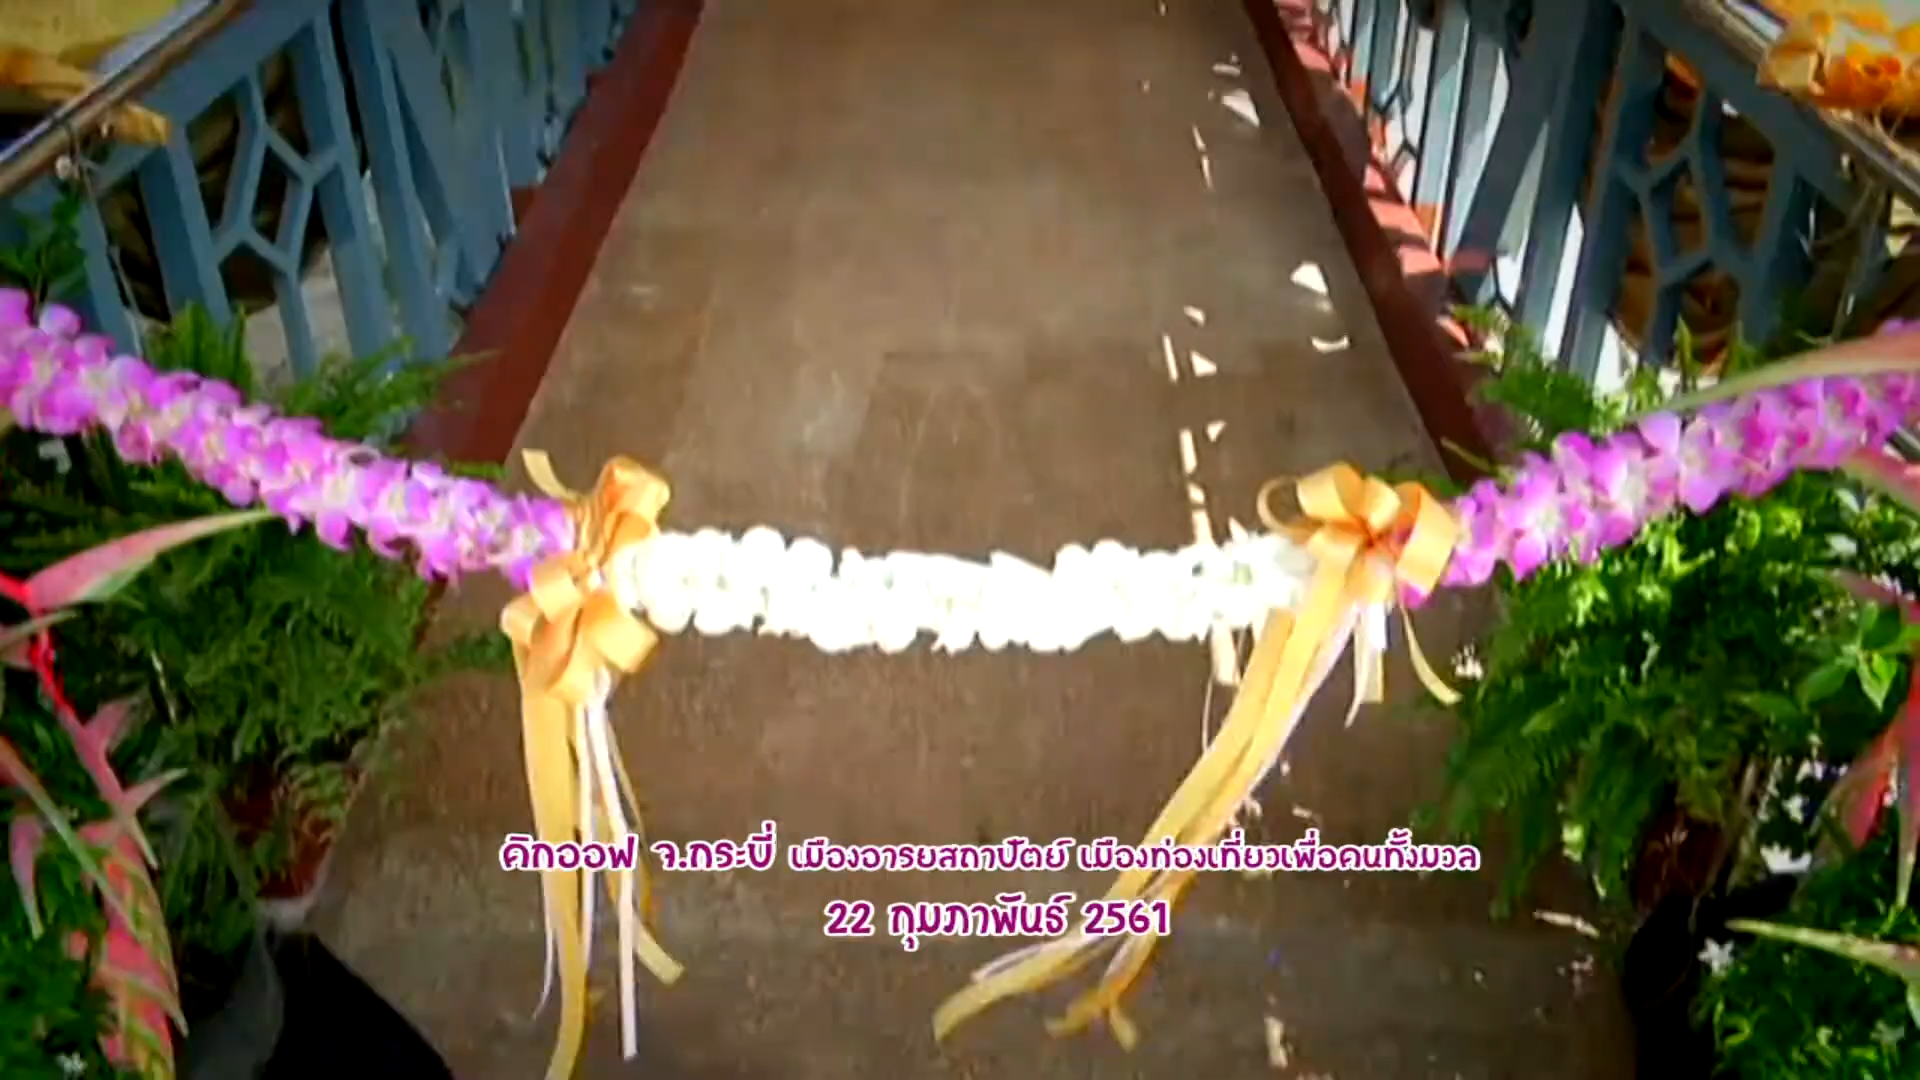 คิกออฟ จ.กระบี่ เมืองอารยสถาปัตย์ เมืองท่องเที่ยวเพื่อคนทั้งมวล
22 กุมภาพันธ์ 2561